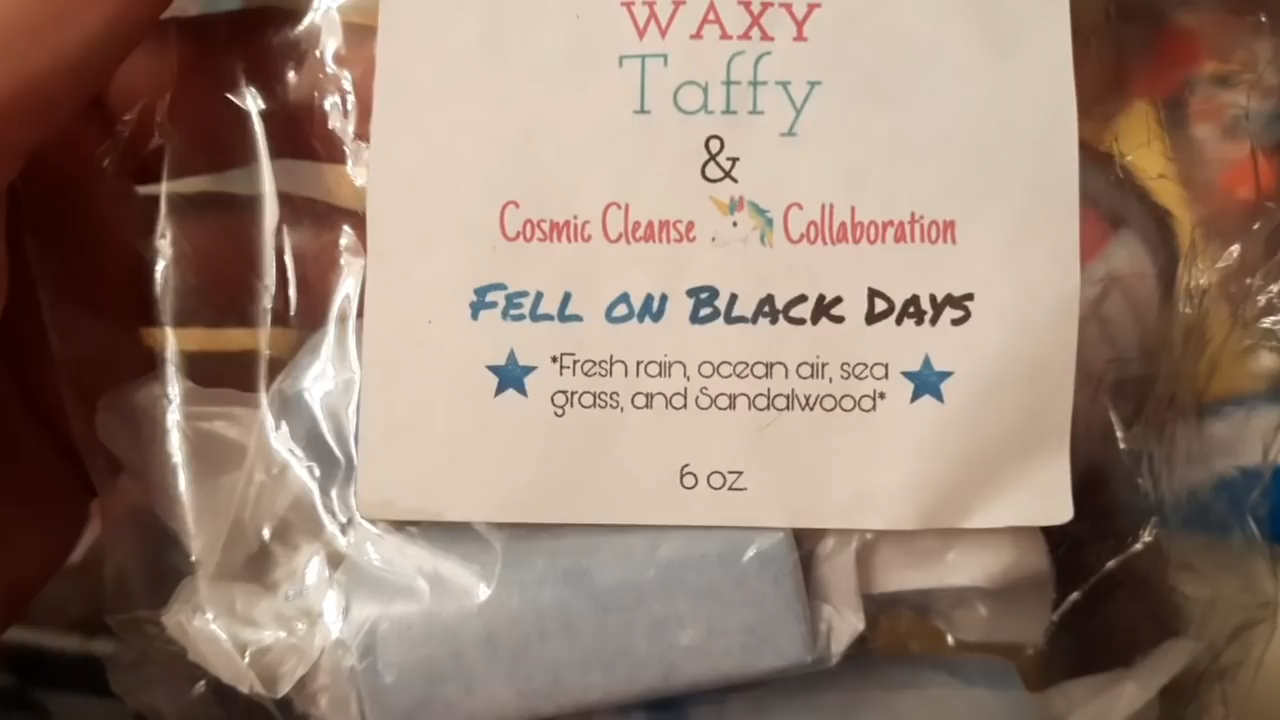 WAXY
Taffy
&
Cosmic Cleanse Collaboration
FELL ON BLACK DAYS
*Fresh rain, ocean air, sea
grass, and Sandalwood*
6 oz.